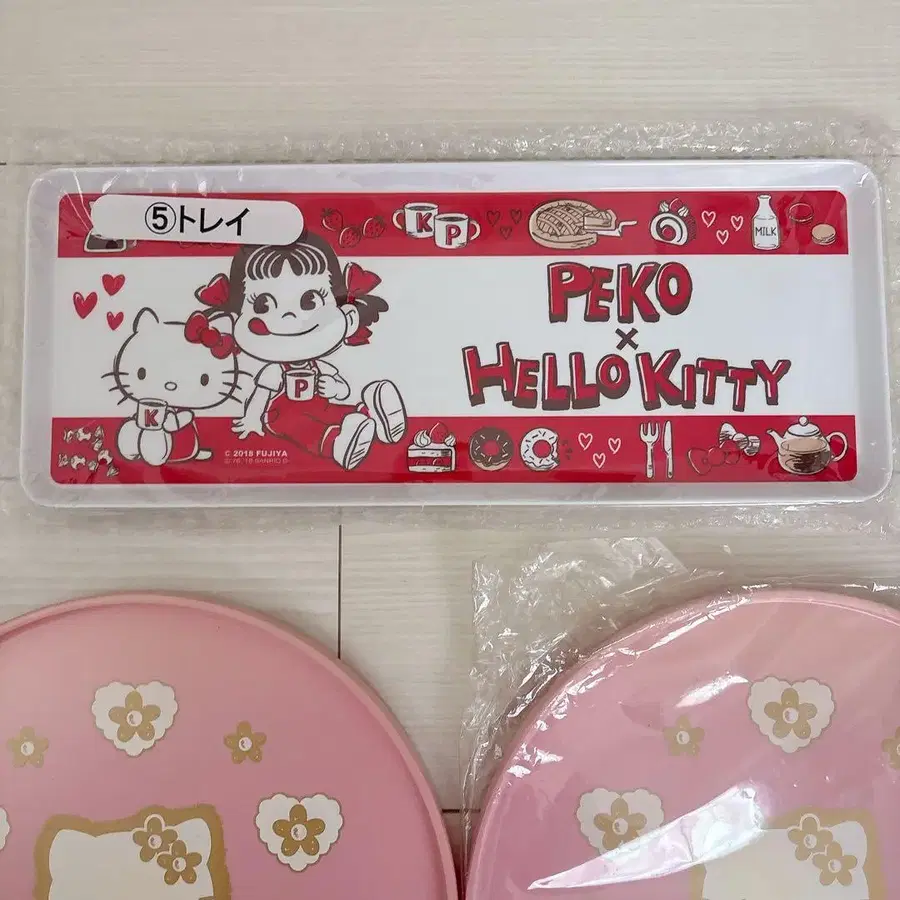 ⑤トレイ
K P
MILK
PEKO
×
HELLO KITTY
P
K
© 2018 FUJIYA